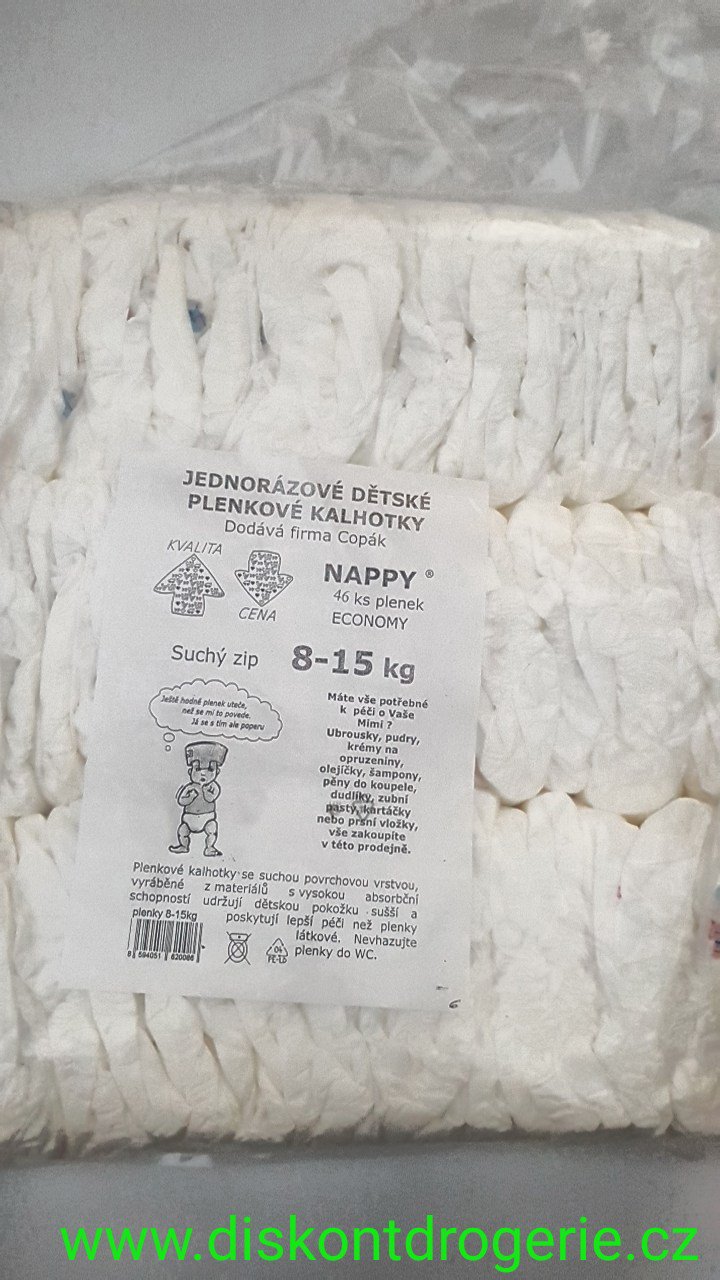 JEDNORÁZOVÉ DĚTSKÉ
PLENKOVÉ KALHOTKY
Dodává firma Copák
KVALITA
CENA
NAPPY ®
46 ks plenek
ECONOMY
Suchý zip 8-15 kg
Ještě hodně plenek uteče,
než se mi to povede.
Já se s tím ale poperu
Máte vše potřebné
k péči o Vaše
Mimi ?
Ubrousky, pudry,
krémy na
opruzeniny,
olejíčky, šampony,
pěny do koupele,
dudlíky, zubní
pasty, kartáčky
nebo prsní vložky,
vše zakoupíte
v této prodejně.
Plenkové kalhotky se suchou povrchovou vrstvou,
vyráběné z materiálů s vysokou absorbční
schopností udržují dětskou pokožku sušší a
poskytují lepší péči než plenky
látkové. Nevhazujte
plenky do WC.
plenky 8-15kg
8 594051 620086
04
PE-LD
6
www.diskontdrogerie.cz